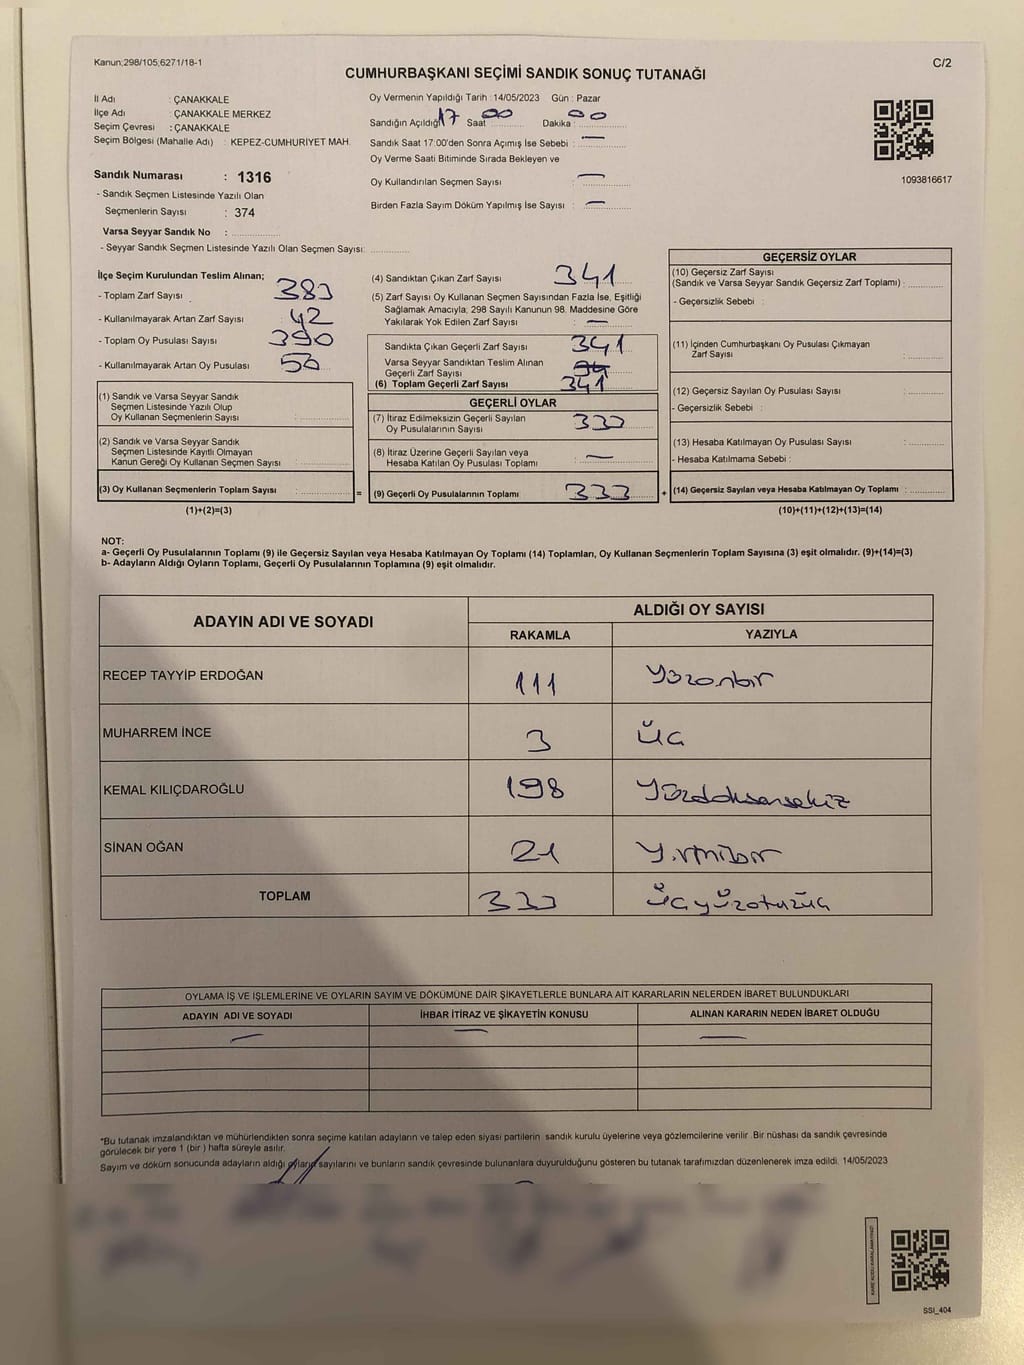 Kanun;298/105;6271/18-1
C/2
CUMHURBAŞKANI SEÇİMİ SANDIK SONUÇ TUTANAĞI
İl Adı : ÇANAKKALE
İlçe Adı : ÇANAKKALE MERKEZ
Seçim Çevresi : ÇANAKKALE
Seçim Bölgesi (Mahalle Adı) : KEPEZ-CUMHURİYET MAH.
Oy Vermenin Yapıldığı Tarih : 14/05/2023 Gün : Pazar
Sandığın Açıldığı 17 Saat 00 Dakika 00
Sandık Saat 17:00'den Sonra Açımış İse Sebebi : —
Oy Verme Saati Bitiminde Sırada Bekleyen ve
Oy Kullandırılan Seçmen Sayısı : —
Birden Fazla Sayım Döküm Yapılmış İse Sayısı : —
1093816617
Sandık Numarası : 1316
- Sandık Seçmen Listesinde Yazılı Olan
Seçmenlerin Sayısı : 374
Varsa Seyyar Sandık No :
- Seyyar Sandık Seçmen Listesinde Yazılı Olan Seçmen Sayısı:
İlçe Seçim Kurulundan Teslim Alınan;
- Toplam Zarf Sayısı 383
- Kullanılmayarak Artan Zarf Sayısı : 42
- Toplam Oy Pusulası Sayısı 390
- Kullanılmayarak Artan Oy Pusulası 50
(1) Sandık ve Varsa Seyyar Sandık
Seçmen Listesinde Yazılı Olup
Oy Kullanan Seçmenlerin Sayısı :
(2) Sandık ve Varsa Seyyar Sandık
Seçmen Listesinde Kayıtlı Olmayan
Kanun Gereği Oy Kullanan Seçmen Sayısı :
(3) Oy Kullanan Seçmenlerin Toplam Sayısı : =
(1)+(2)=(3)
(4) Sandıktan Çıkan Zarf Sayısı 341
(5) Zarf Sayısı Oy Kullanan Seçmen Sayısından Fazla İse, Eşitliği
Sağlamak Amacıyla; 298 Sayılı Kanunun 98. Maddesine Göre
Yakılarak Yok Edilen Zarf Sayısı : —
Sandıkta Çıkan Geçerli Zarf Sayısı 341
Varsa Seyyar Sandıktan Teslim Alınan
Geçerli Zarf Sayısı
(6) Toplam Geçerli Zarf Sayısı 341
GEÇERLİ OYLAR
(7) İtiraz Edilmeksizin Geçerli Sayılan
Oy Pusulalarının Sayısı : 333
(8) İtiraz Üzerine Geçerli Sayılan veya
Hesaba Katılan Oy Pusulası Toplamı : —
(9) Geçerli Oy Pusulalarının Toplamı 333 +
GEÇERSİZ OYLAR
(10) Geçersiz Zarf Sayısı
(Sandık ve Varsa Seyyar Sandık Geçersiz Zarf Toplamı) :
- Geçersizlik Sebebi :
(11) İçinden Cumhurbaşkanı Oy Pusulası Çıkmayan
Zarf Sayısı :
(12) Geçersiz Sayılan Oy Pusulası Sayısı :
- Geçersizlik Sebebi :
(13) Hesaba Katılmayan Oy Pusulası Sayısı :
- Hesaba Katılmama Sebebi :
(14) Geçersiz Sayılan veya Hesaba Katılmayan Oy Toplamı :
(10)+(11)+(12)+(13)=(14)
NOT:
a- Geçerli Oy Pusulalarının Toplamı (9) ile Geçersiz Sayılan veya Hesaba Katılmayan Oy Toplamı (14) Toplamları, Oy Kullanan Seçmenlerin Toplam Sayısına (3) eşit olmalıdır. (9)+(14)=(3)
b- Adayların Aldığı Oyların Toplamı, Geçerli Oy Pusulalarının Toplamına (9) eşit olmalıdır.
ADAYIN ADI VE SOYADI
ALDIĞI OY SAYISI
RAKAMLA YAZIYLA
RECEP TAYYİP ERDOĞAN 111 Yüzonbir
MUHARREM İNCE 3 üç
KEMAL KILIÇDAROĞLU 198 Yüzdoksansekiz
SİNAN OĞAN 21 Yirmibir
TOPLAM 333 üçyüzotuzüç
OYLAMA İŞ VE İŞLEMLERİNE VE OYLARIN SAYIM VE DÖKÜMÜNE DAİR ŞİKAYETLERLE BUNLARA AİT KARARLARIN NELERDEN İBARET BULUNDUKLARI
ADAYIN ADI VE SOYADI İHBAR İTİRAZ VE ŞİKAYETİN KONUSU ALINAN KARARIN NEDEN İBARET OLDUĞU
— — —
*Bu tutanak imzalandıktan ve mühürlendikten sonra seçime katılan adayların ve talep eden siyasi partilerin sandık kurulu üyelerine veya gözlemcilerine verilir. Bir nüshası da sandık çevresinde
görülecek bir yere 1 (bir) hafta süreyle asılır.
Sayım ve döküm sonucunda adayların aldığı oyların sayılarını ve bunların sandık çevresinde bulunanlara duyurulduğunu gösteren bu tutanak tarafımızdan düzenlenerek imza edildi. 14/05/2023
SSI_404